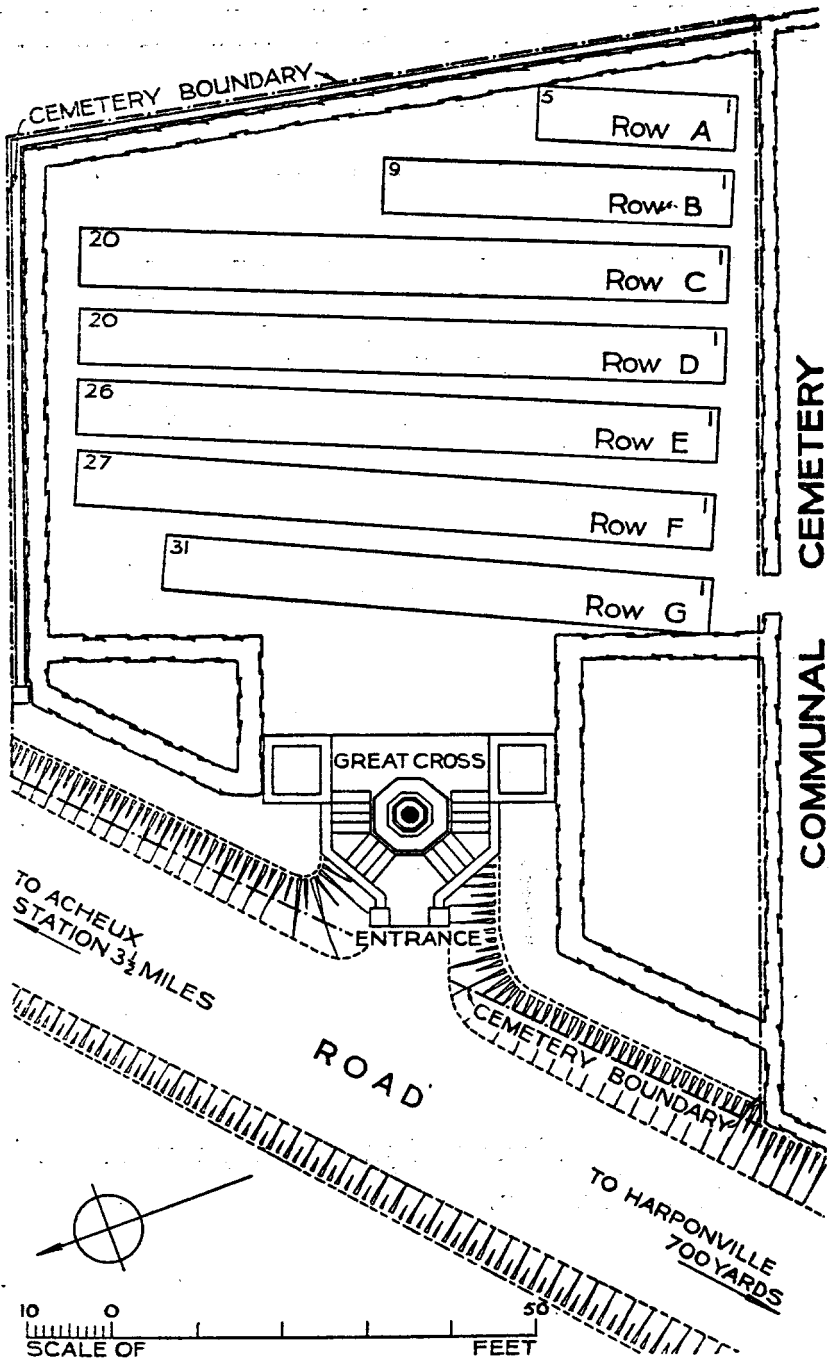 CEMETERY BOUNDARY
5 1
Row A
9 1
Row B
20 1
Row C
20 1
Row D
26 1
Row E
27 1
Row F
31 1
Row G
COMMUNAL CEMETERY
GREAT CROSS
ENTRANCE
TO ACHEUX
STATION 3½ MILES
ROAD
CEMETERY BOUNDARY
TO HARPONVILLE
700 YARDS
10 0 50
SCALE OF FEET